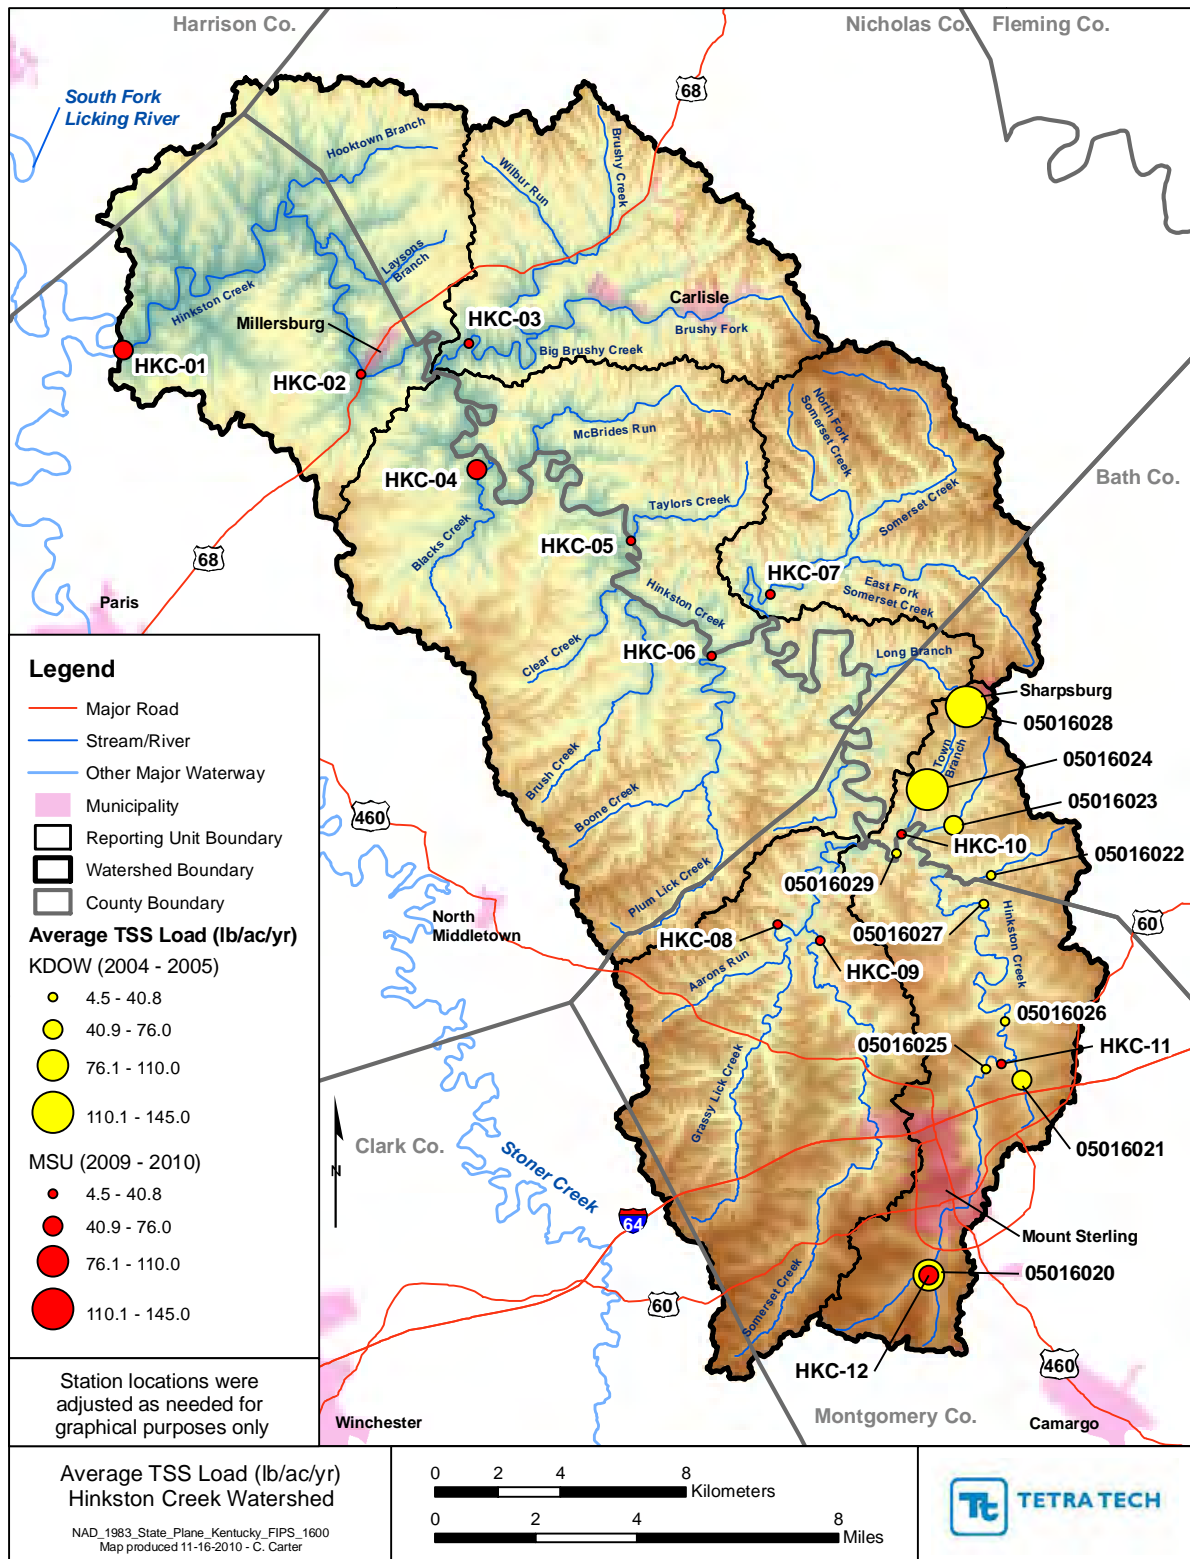 Harrison Co.
Nicholas Co.
Fleming Co.
68
South Fork
Licking River
Hooktown Branch
Wilbur Run
Brushy Creek
Laysons
Branch
Hinkston Creek
Millersburg
Carlisle
HKC-03
Brushy Fork
Big Brushy Creek
HKC-01
HKC-02
North Fork
Somerset Creek
McBrides Run
HKC-04
Bath Co.
Taylors Creek
Somerset Creek
Blacks Creek
HKC-05
68
HKC-07
East Fork
Somerset Creek
Paris
Hinkston Creek
HKC-06
Clear Creek
Long Branch
Sharpsburg
05016028
Town
Branch
05016024
Brush Creek
05016023
Boone Creek
460
HKC-10
05016022
05016029
Plum Lick Creek
North
Middletown
05016027
60
HKC-08
Hinkston Creek
HKC-09
Aarons Run
05016026
05016025
HKC-11
Grassy Lick Creek
05016021
Clark Co.
Stoner Creek
N
64
Mount Sterling
05016020
Somerset Creek
60
HKC-12
460
Montgomery Co.
Winchester
Camargo
Legend
Major Road
Stream/River
Other Major Waterway
Municipality
Reporting Unit Boundary
Watershed Boundary
County Boundary
Average TSS Load (lb/ac/yr)
KDOW (2004 - 2005)
4.5 - 40.8
40.9 - 76.0
76.1 - 110.0
110.1 - 145.0
MSU (2009 - 2010)
4.5 - 40.8
40.9 - 76.0
76.1 - 110.0
110.1 - 145.0
Station locations were
adjusted as needed for
graphical purposes only
Average TSS Load (lb/ac/yr)
Hinkston Creek Watershed
NAD_1983_State_Plane_Kentucky_FIPS_1600
Map produced 11-16-2010 - C. Carter
0 2 4 8
Kilometers
0 2 4 8
Miles
Tt TETRA TECH